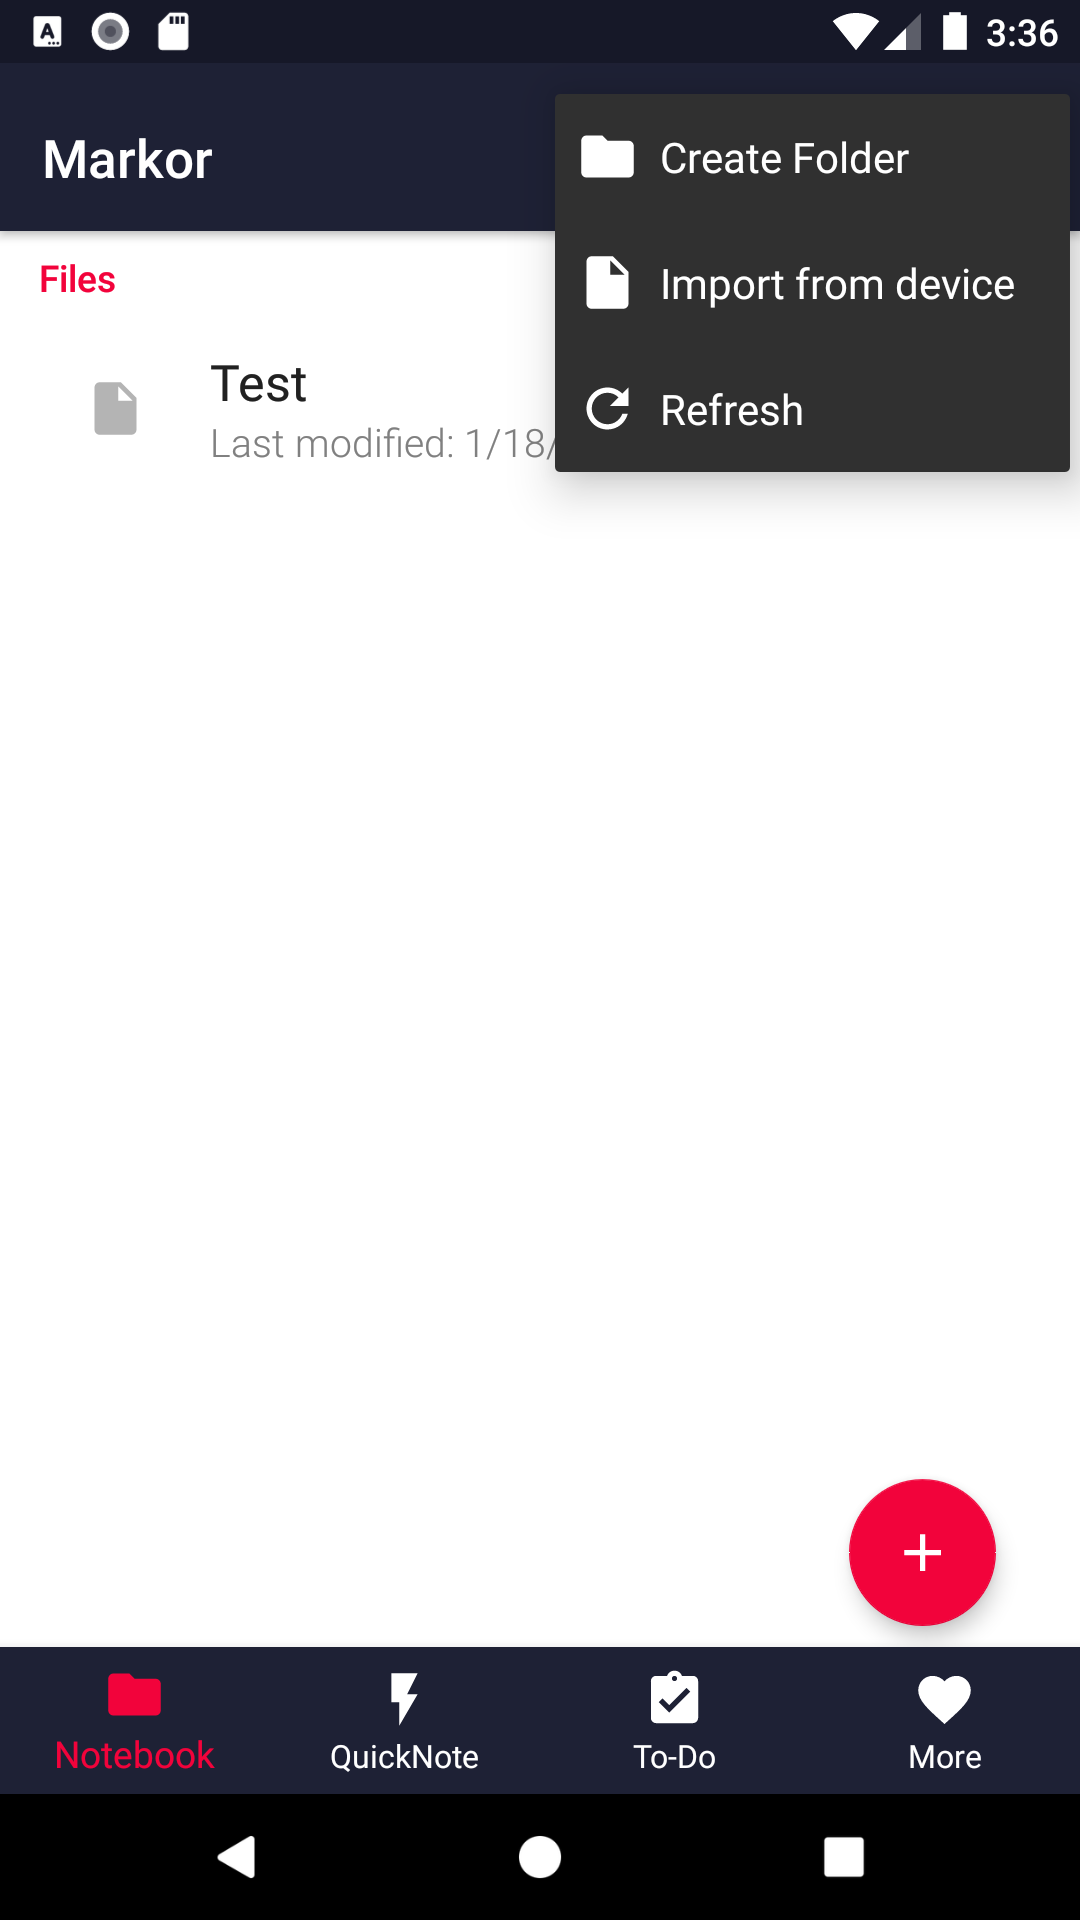 3:36
Markor
Create Folder
Import from device
Refresh
Files
Test
Last modified: 1/18/
Notebook
QuickNote
To-Do
More